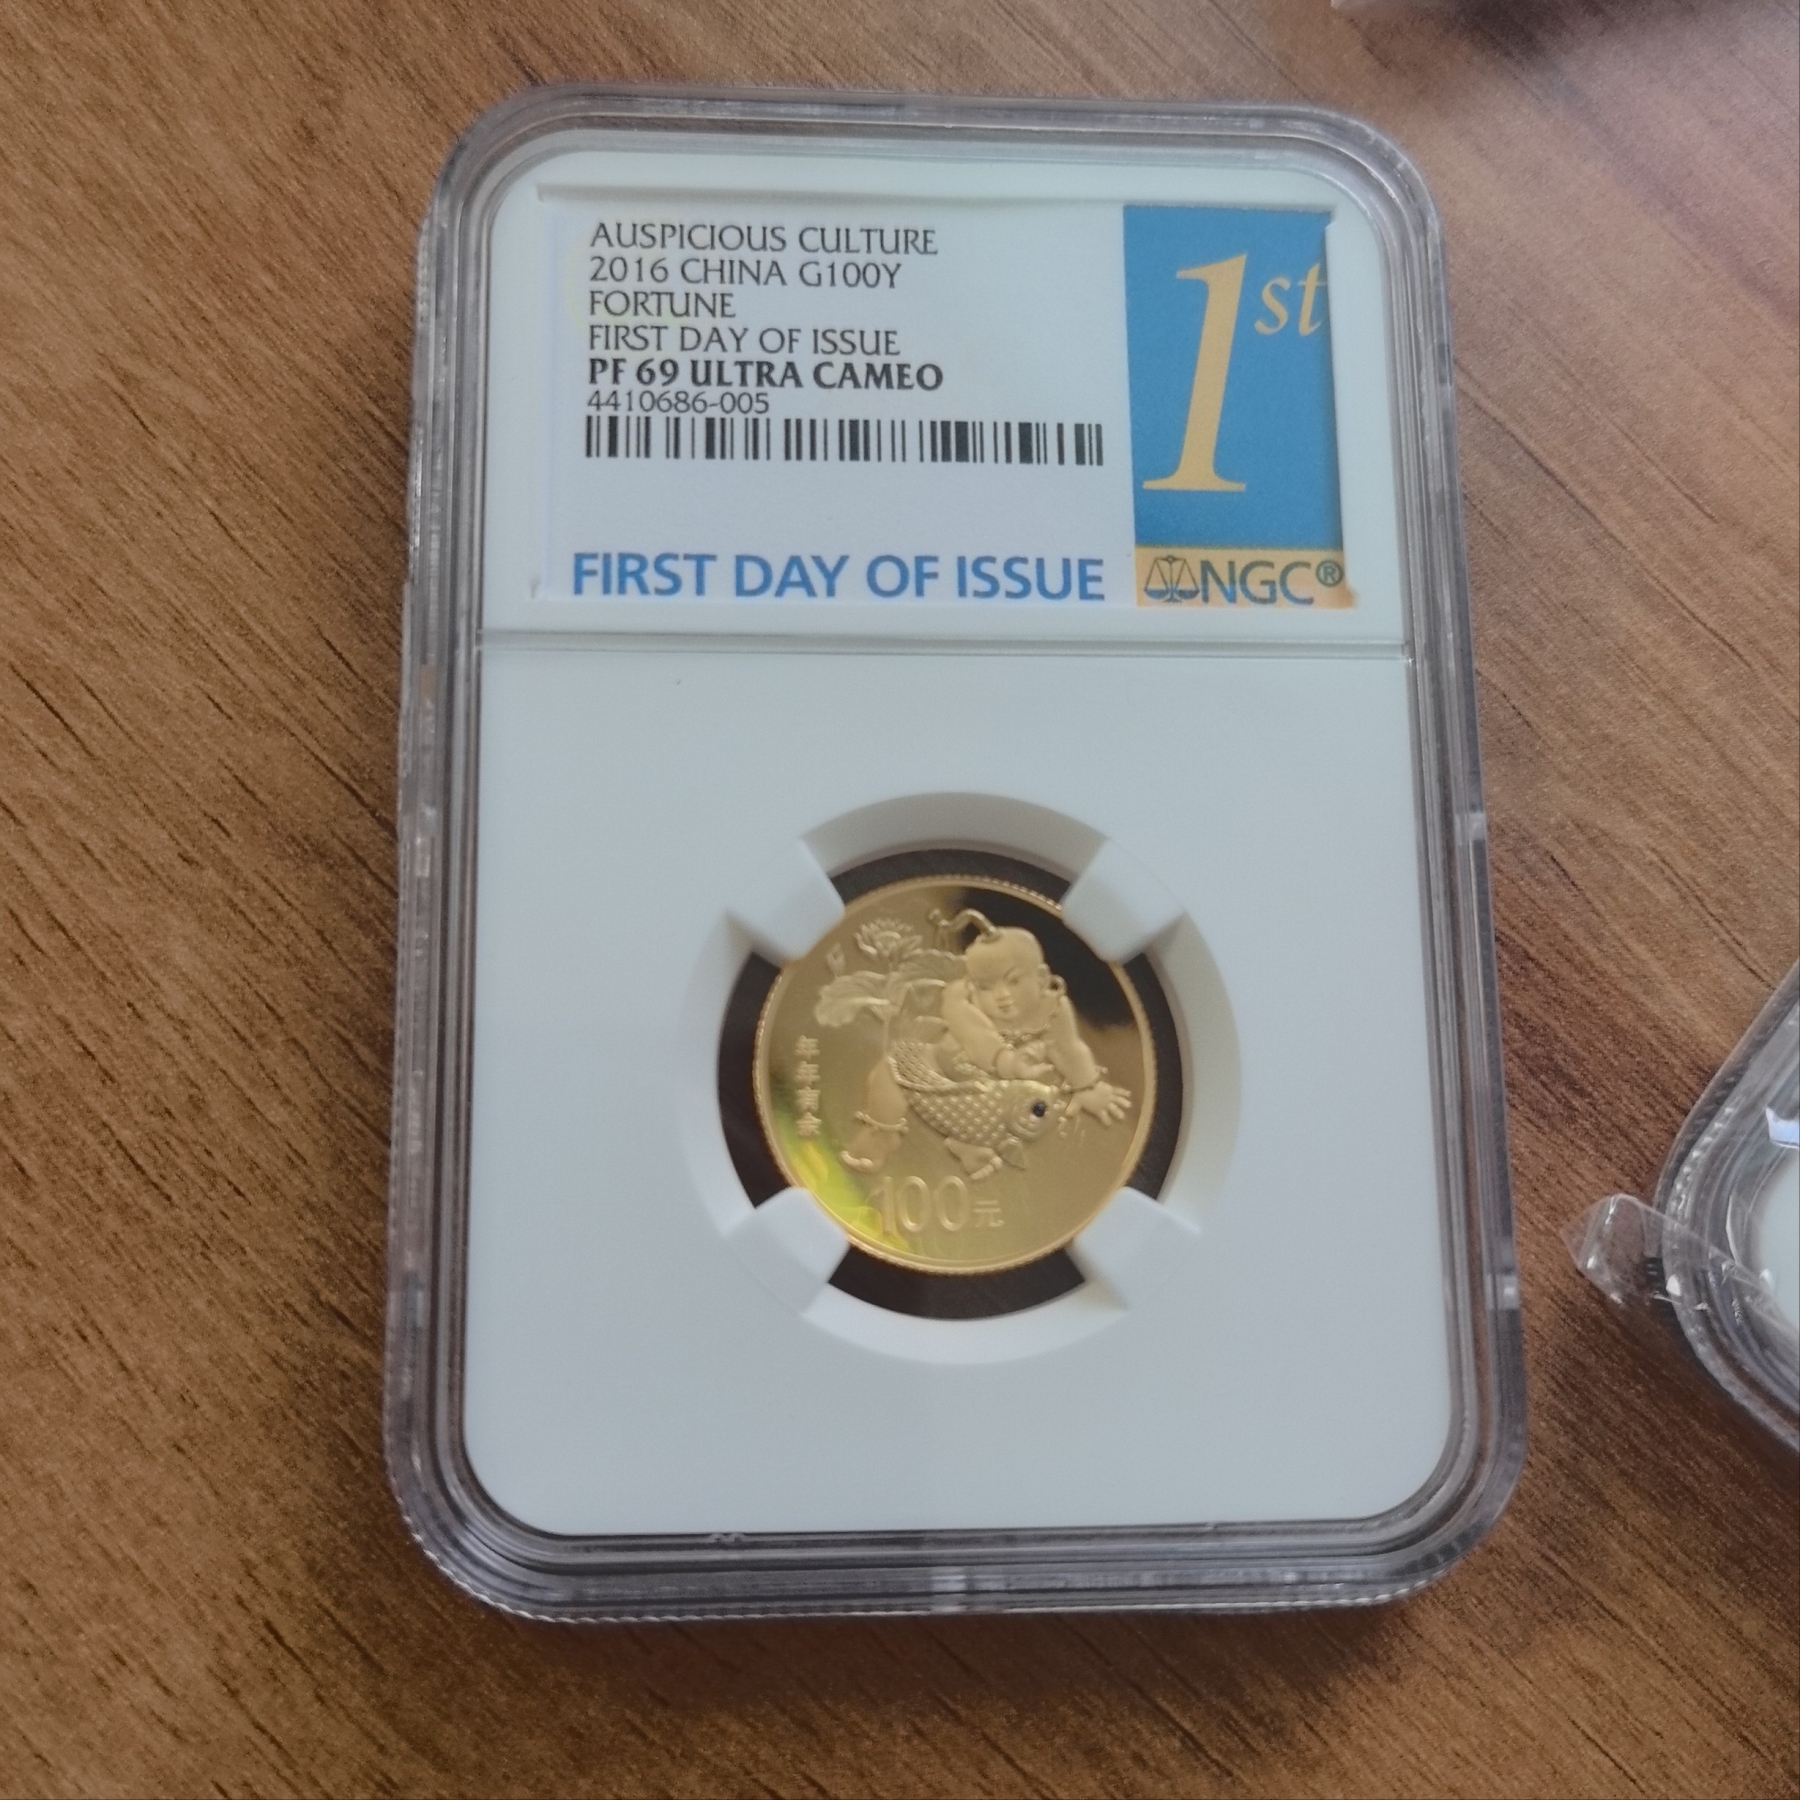 AUSPICIOUS CULTURE
2016 CHINA G100Y
FORTUNE
FIRST DAY OF ISSUE
PF 69 ULTRA CAMEO
4410686-005
FIRST DAY OF ISSUE
1st
NGC®
年年有余
100元